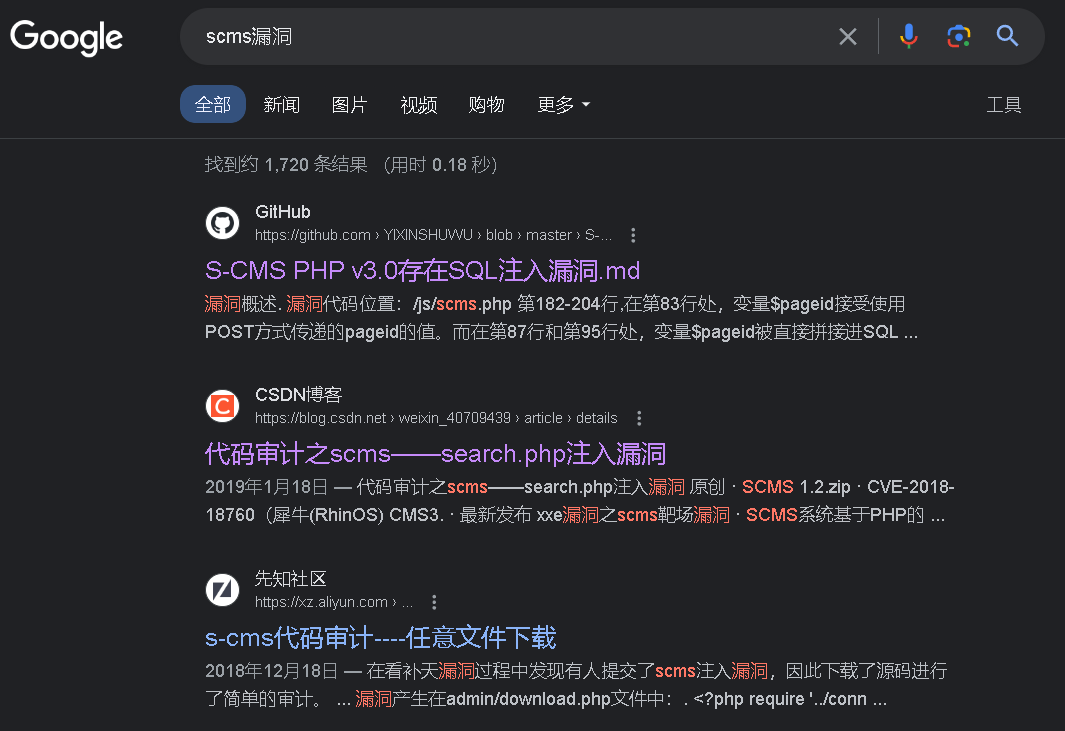 Google
scms漏洞
全部 新闻 图片 视频 购物 更多 工具
找到约 1,720 条结果 （用时 0.18 秒）
GitHub
https://github.com › YIXINSHUWU › blob › master › S-...
S-CMS PHP v3.0存在SQL注入漏洞.md
漏洞概述. 漏洞代码位置：/js/scms.php 第182-204行,在第83行处，变量$pageid接受使用
POST方式传递的pageid的值。而在第87行和第95行处，变量$pageid被直接拼接进SQL ...
CSDN博客
https://blog.csdn.net › weixin_40709439 › article › details
代码审计之scms——search.php注入漏洞
2019年1月18日 — 代码审计之scms——search.php注入漏洞 原创 · SCMS 1.2.zip · CVE-2018-
18760（犀牛(RhinOS) CMS3. · 最新发布 xxe漏洞之scms靶场漏洞 · SCMS系统基于PHP的 ...
先知社区
https://xz.aliyun.com › ...
s-cms代码审计----任意文件下载
2018年12月18日 — 在看补天漏洞过程中发现有人提交了scms注入漏洞，因此下载了源码进行
了简单的审计。 ... 漏洞产生在admin/download.php文件中：. <?php require '../conn ...